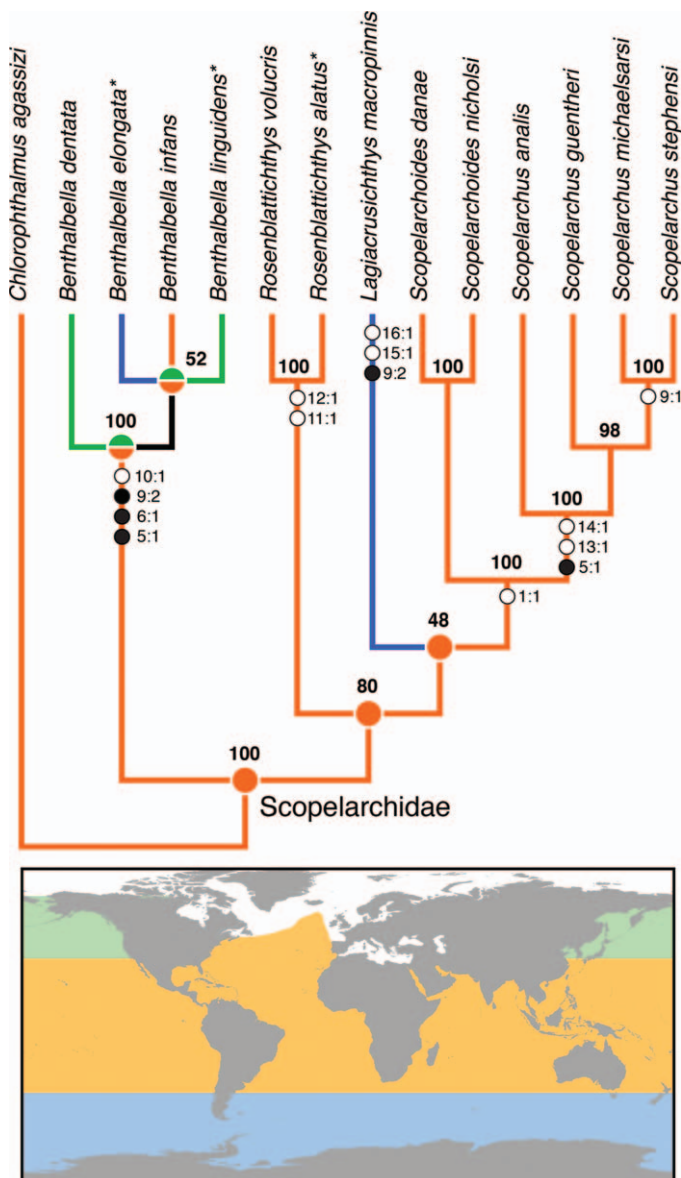 Chlorophthalmus agassizi
Benthalbella dentata
Benthalbella elongata*
Benthalbella infans
Benthalbella linguidens*
Rosenblattichthys volucris
Rosenblattichthys alatus*
Lagiacrusichthys macropinnis
Scopelarchoides danae
Scopelarchoides nicholsi
Scopelarchus analis
Scopelarchus guentheri
Scopelarchus michaelsarsi
Scopelarchus stephensi
16:1
15:1
9:2
52
100
100
100
12:1
11:1
9:1
100
98
10:1
9:2
6:1
5:1
100
14:1
13:1
5:1
100
1:1
48
80
100
Scopelarchidae